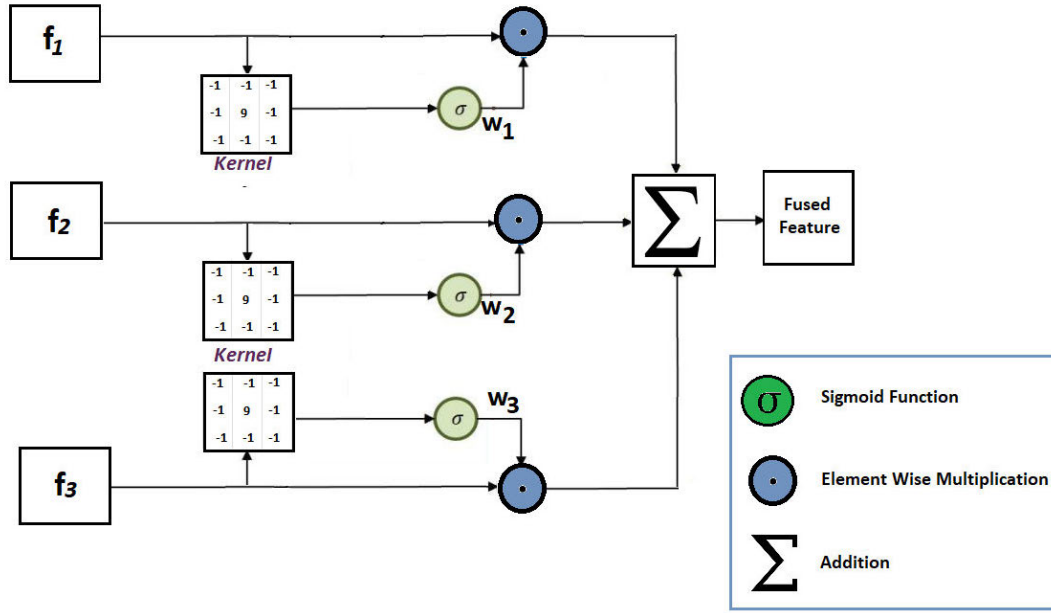 f1
-1 -1 -1
-1 9 -1
-1 -1 -1
Kernel
σ
w1
f2
-1 -1 -1
-1 9 -1
-1 -1 -1
Kernel
σ
w2
Σ
Fused
Feature
-1 -1 -1
-1 9 -1
-1 -1 -1
σ
w3
f3
σ Sigmoid Function
Element Wise Multiplication
Σ Addition